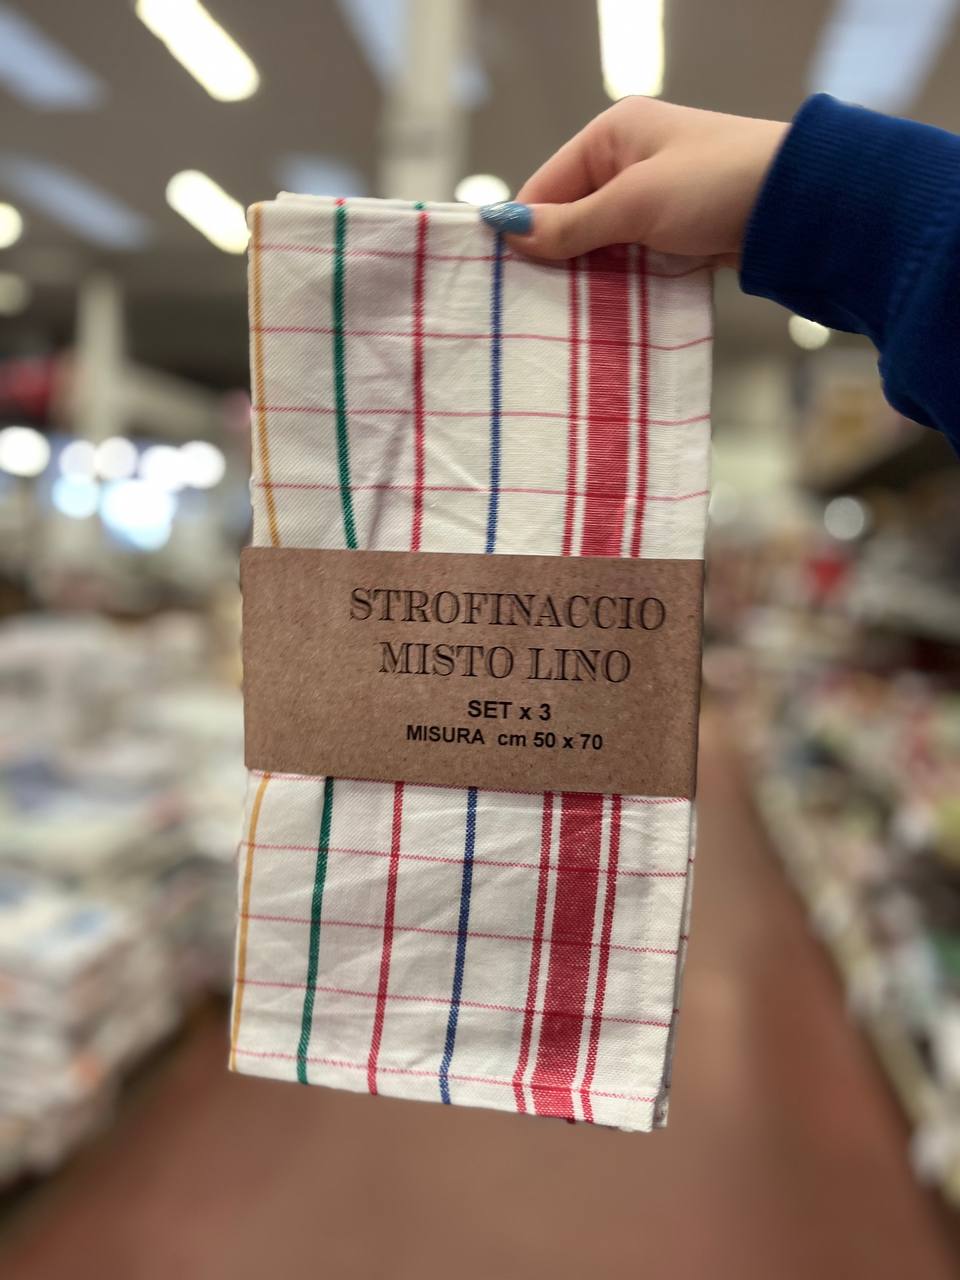 STROFINACCIO
MISTO LINO
SET x 3
MISURA cm 50 x 70